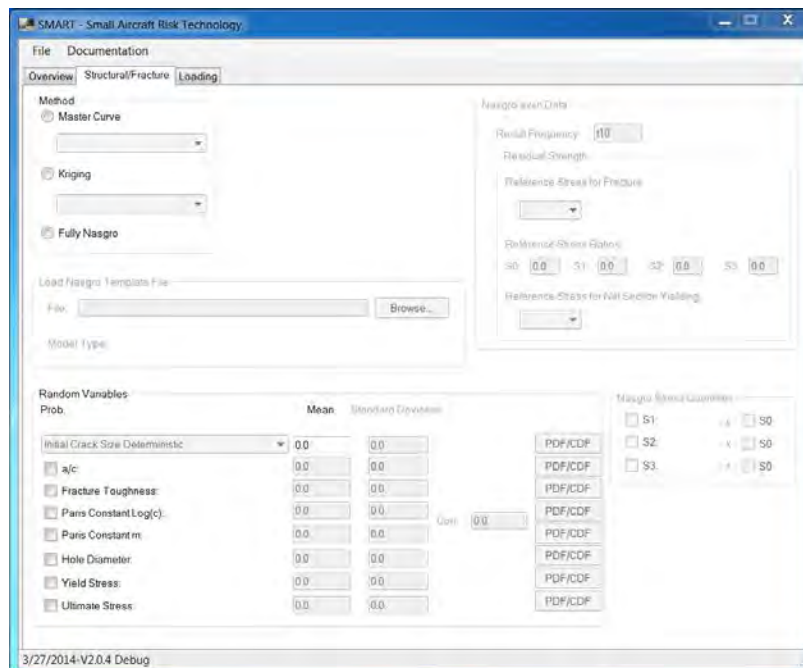 SMART - Small Aircraft Risk Technology
File Documentation
Overview Structural/Fracture Loading
Method
Master Curve
Kriging
Fully Nasgro
Load Nasgro Template File
File: Browse...
Model Type:
Nasgro Data
Recall Frequency: t10
Residual Strength
Reference Stress for Fracture
Reference Stress Ratios
S0: 0.0 S1: 0.0 S2: 0.0 S3: 0.0
Reference Stress for Net Section Yielding
Random Variables
Prob. Mean Standard Deviation
Initial Crack Size Deterministic 0.0 0.0 PDF/CDF
a/c: 0.0 0.0 PDF/CDF
Fracture Toughness: 0.0 0.0 PDF/CDF
Paris Constant Log(c): 0.0 0.0 Corr: 0.0 PDF/CDF
Paris Constant m: 0.0 0.0 PDF/CDF
Hole Diameter: 0.0 0.0 PDF/CDF
Yield Stress: 0.0 0.0 PDF/CDF
Ultimate Stress: 0.0 0.0 PDF/CDF
Nasgro Stress Quantities
S1: S0
S2: S0
S3: S0
3/27/2014-V2.0.4 Debug